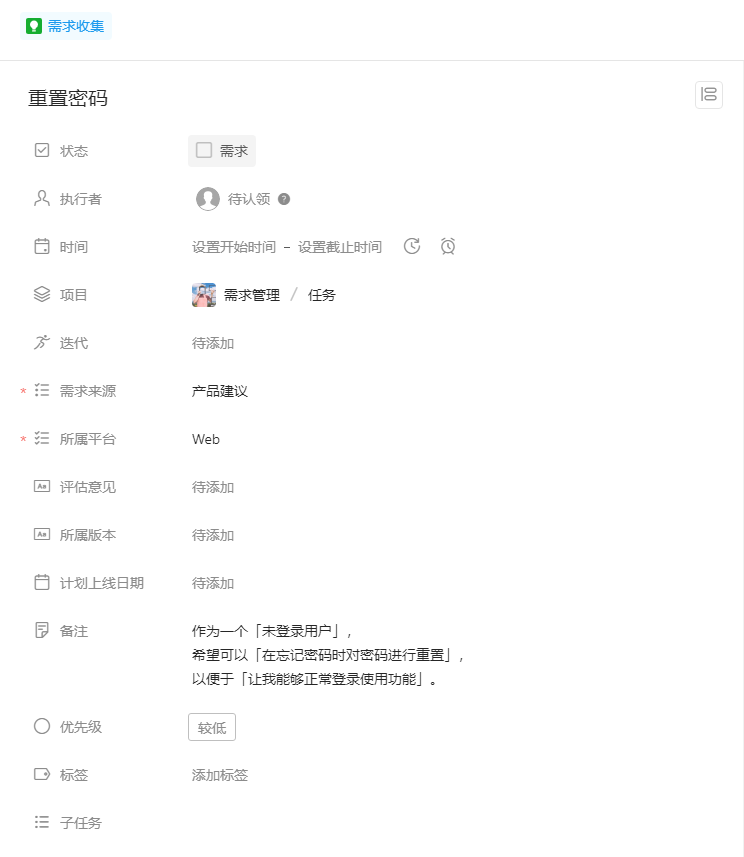 需求收集
重置密码
状态 需求
执行者 待认领 ?
时间 设置开始时间 – 设置截止时间
项目 需求管理 / 任务
迭代 待添加
* 需求来源 产品建议
* 所属平台 Web
评估意见 待添加
所属版本 待添加
计划上线日期 待添加
备注 作为一个「未登录用户」,
希望可以「在忘记密码时对密码进行重置」,
以便于「让我能够正常登录使用功能」。
优先级 较低
标签 添加标签
子任务